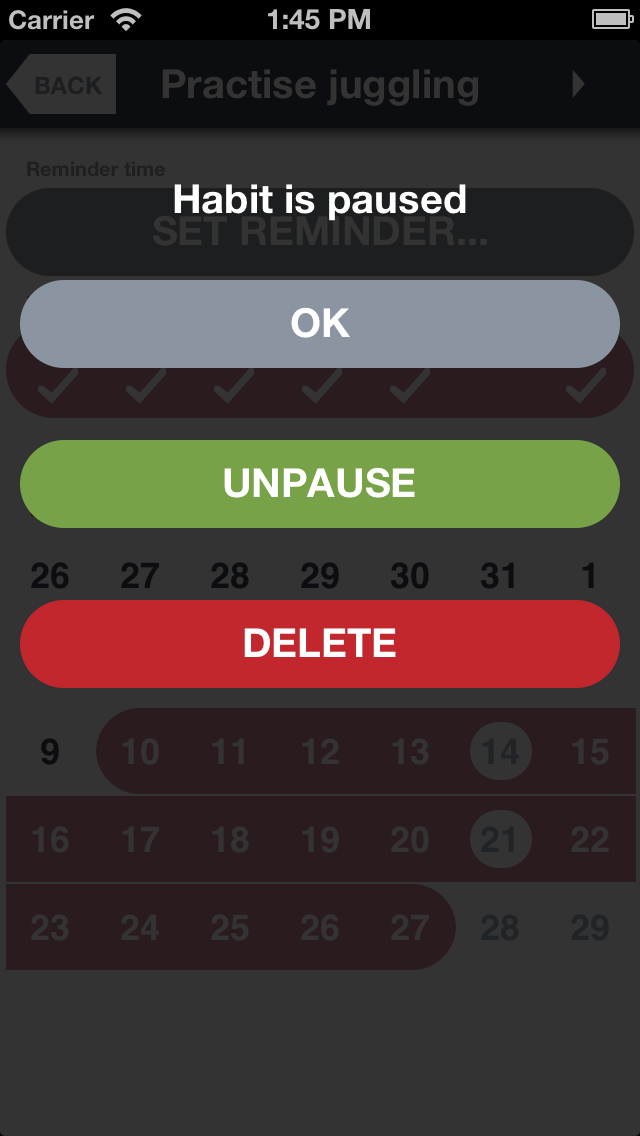 Carrier 1:45 PM
BACK Practise juggling
Reminder time
Habit is paused
SET REMINDER...
OK
UNPAUSE
26 27 28 29 30 31 1
DELETE
9 10 11 12 13 14 15
16 17 18 19 20 21 22
23 24 25 26 27 28 29